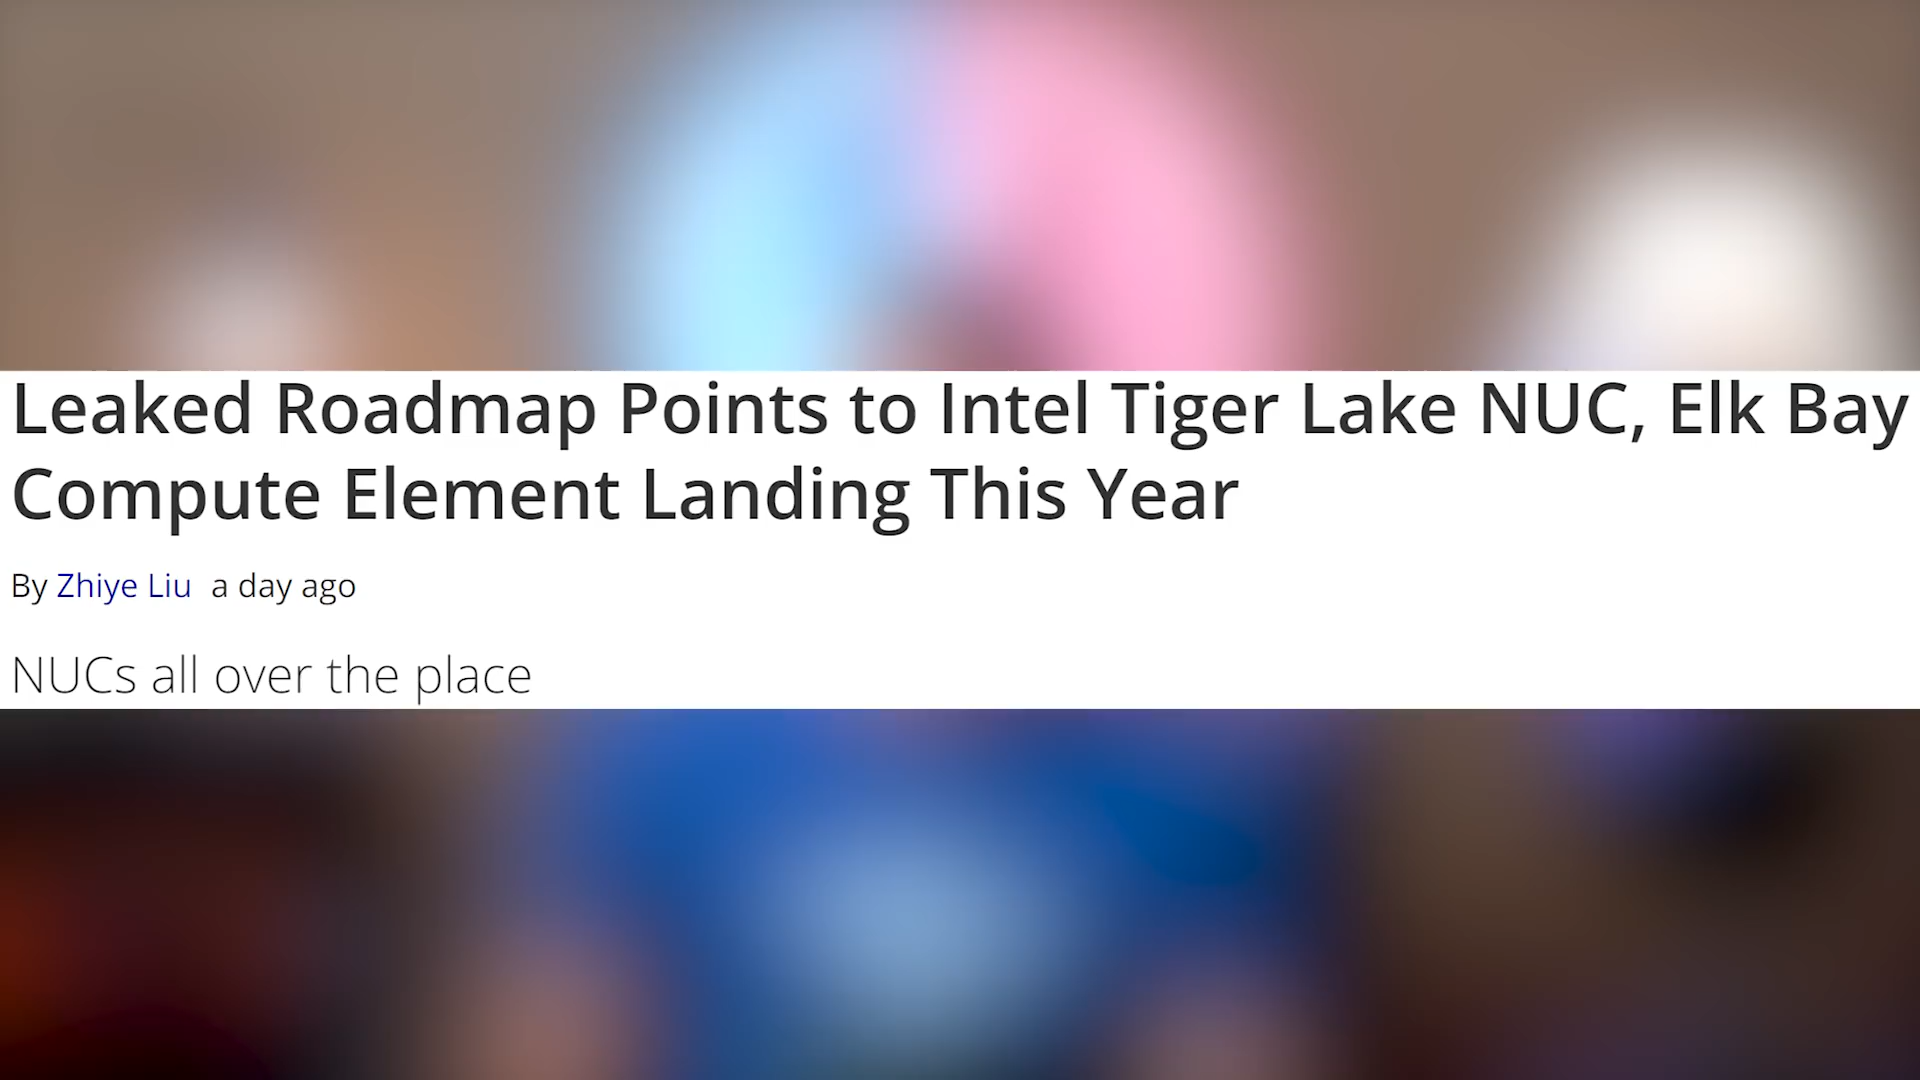 Leaked Roadmap Points to Intel Tiger Lake NUC, Elk Bay
Compute Element Landing This Year
By Zhiye Liu a day ago
NUCs all over the place